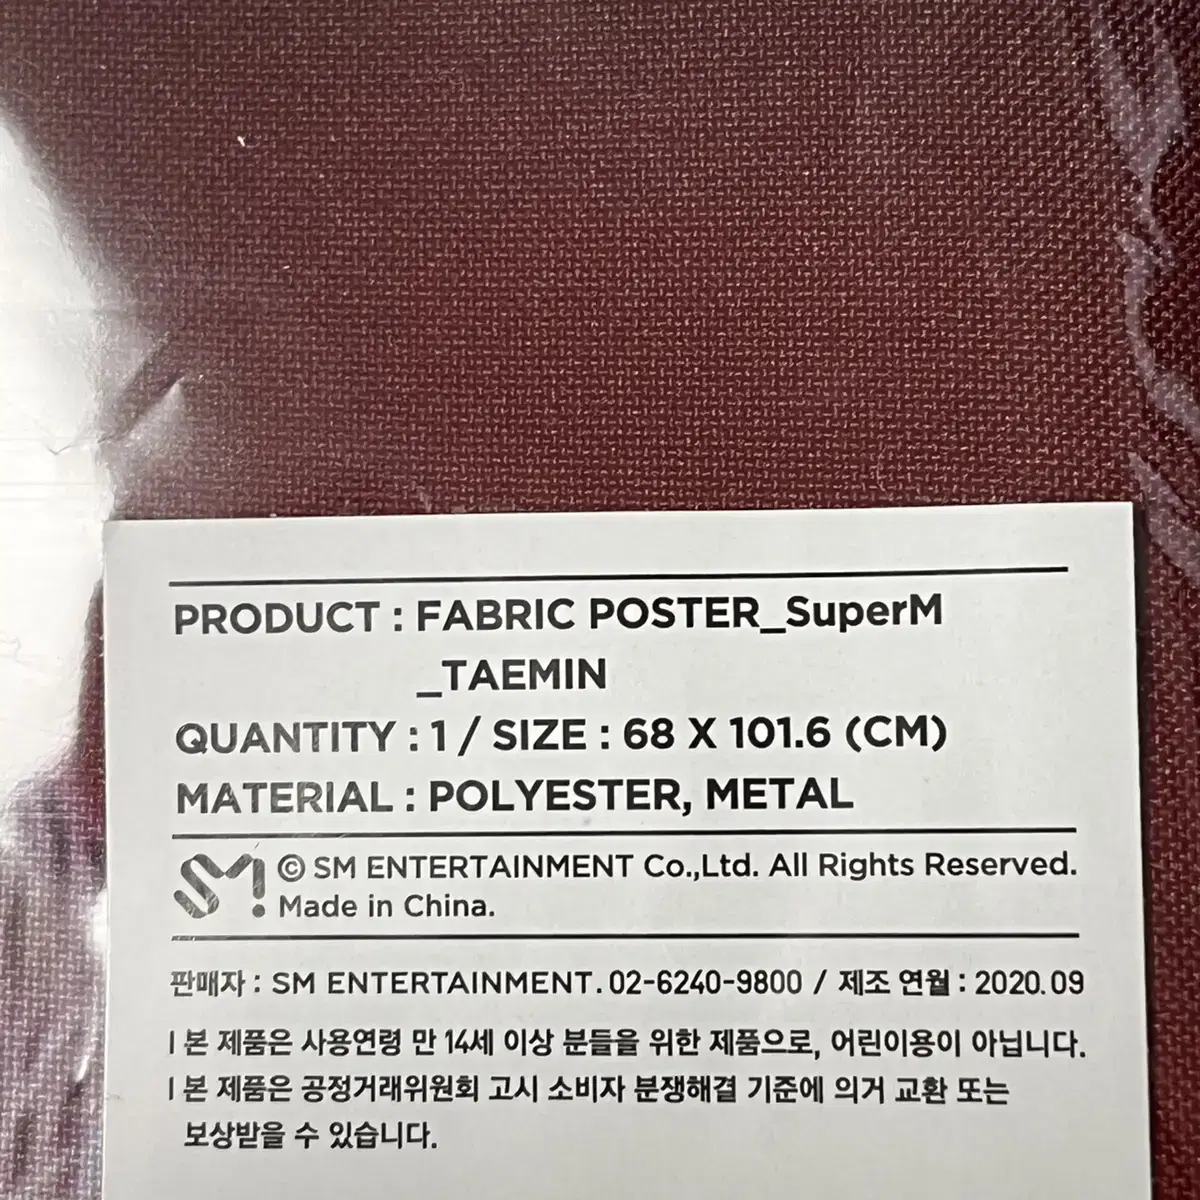 PRODUCT : FABRIC POSTER_SuperM
_TAEMIN
QUANTITY : 1 / SIZE : 68 X 101.6 (CM)
MATERIAL : POLYESTER, METAL
SM! © SM ENTERTAINMENT Co.,Ltd. All Rights Reserved.
Made in China.
판매자 : SM ENTERTAINMENT. 02-6240-9800 / 제조 연월 : 2020.09
| 본 제품은 사용연령 만 14세 이상 분들을 위한 제품으로, 어린이용이 아닙니다.
| 본 제품은 공정거래위원회 고시 소비자 분쟁해결 기준에 의거 교환 또는
보상받을 수 있습니다.